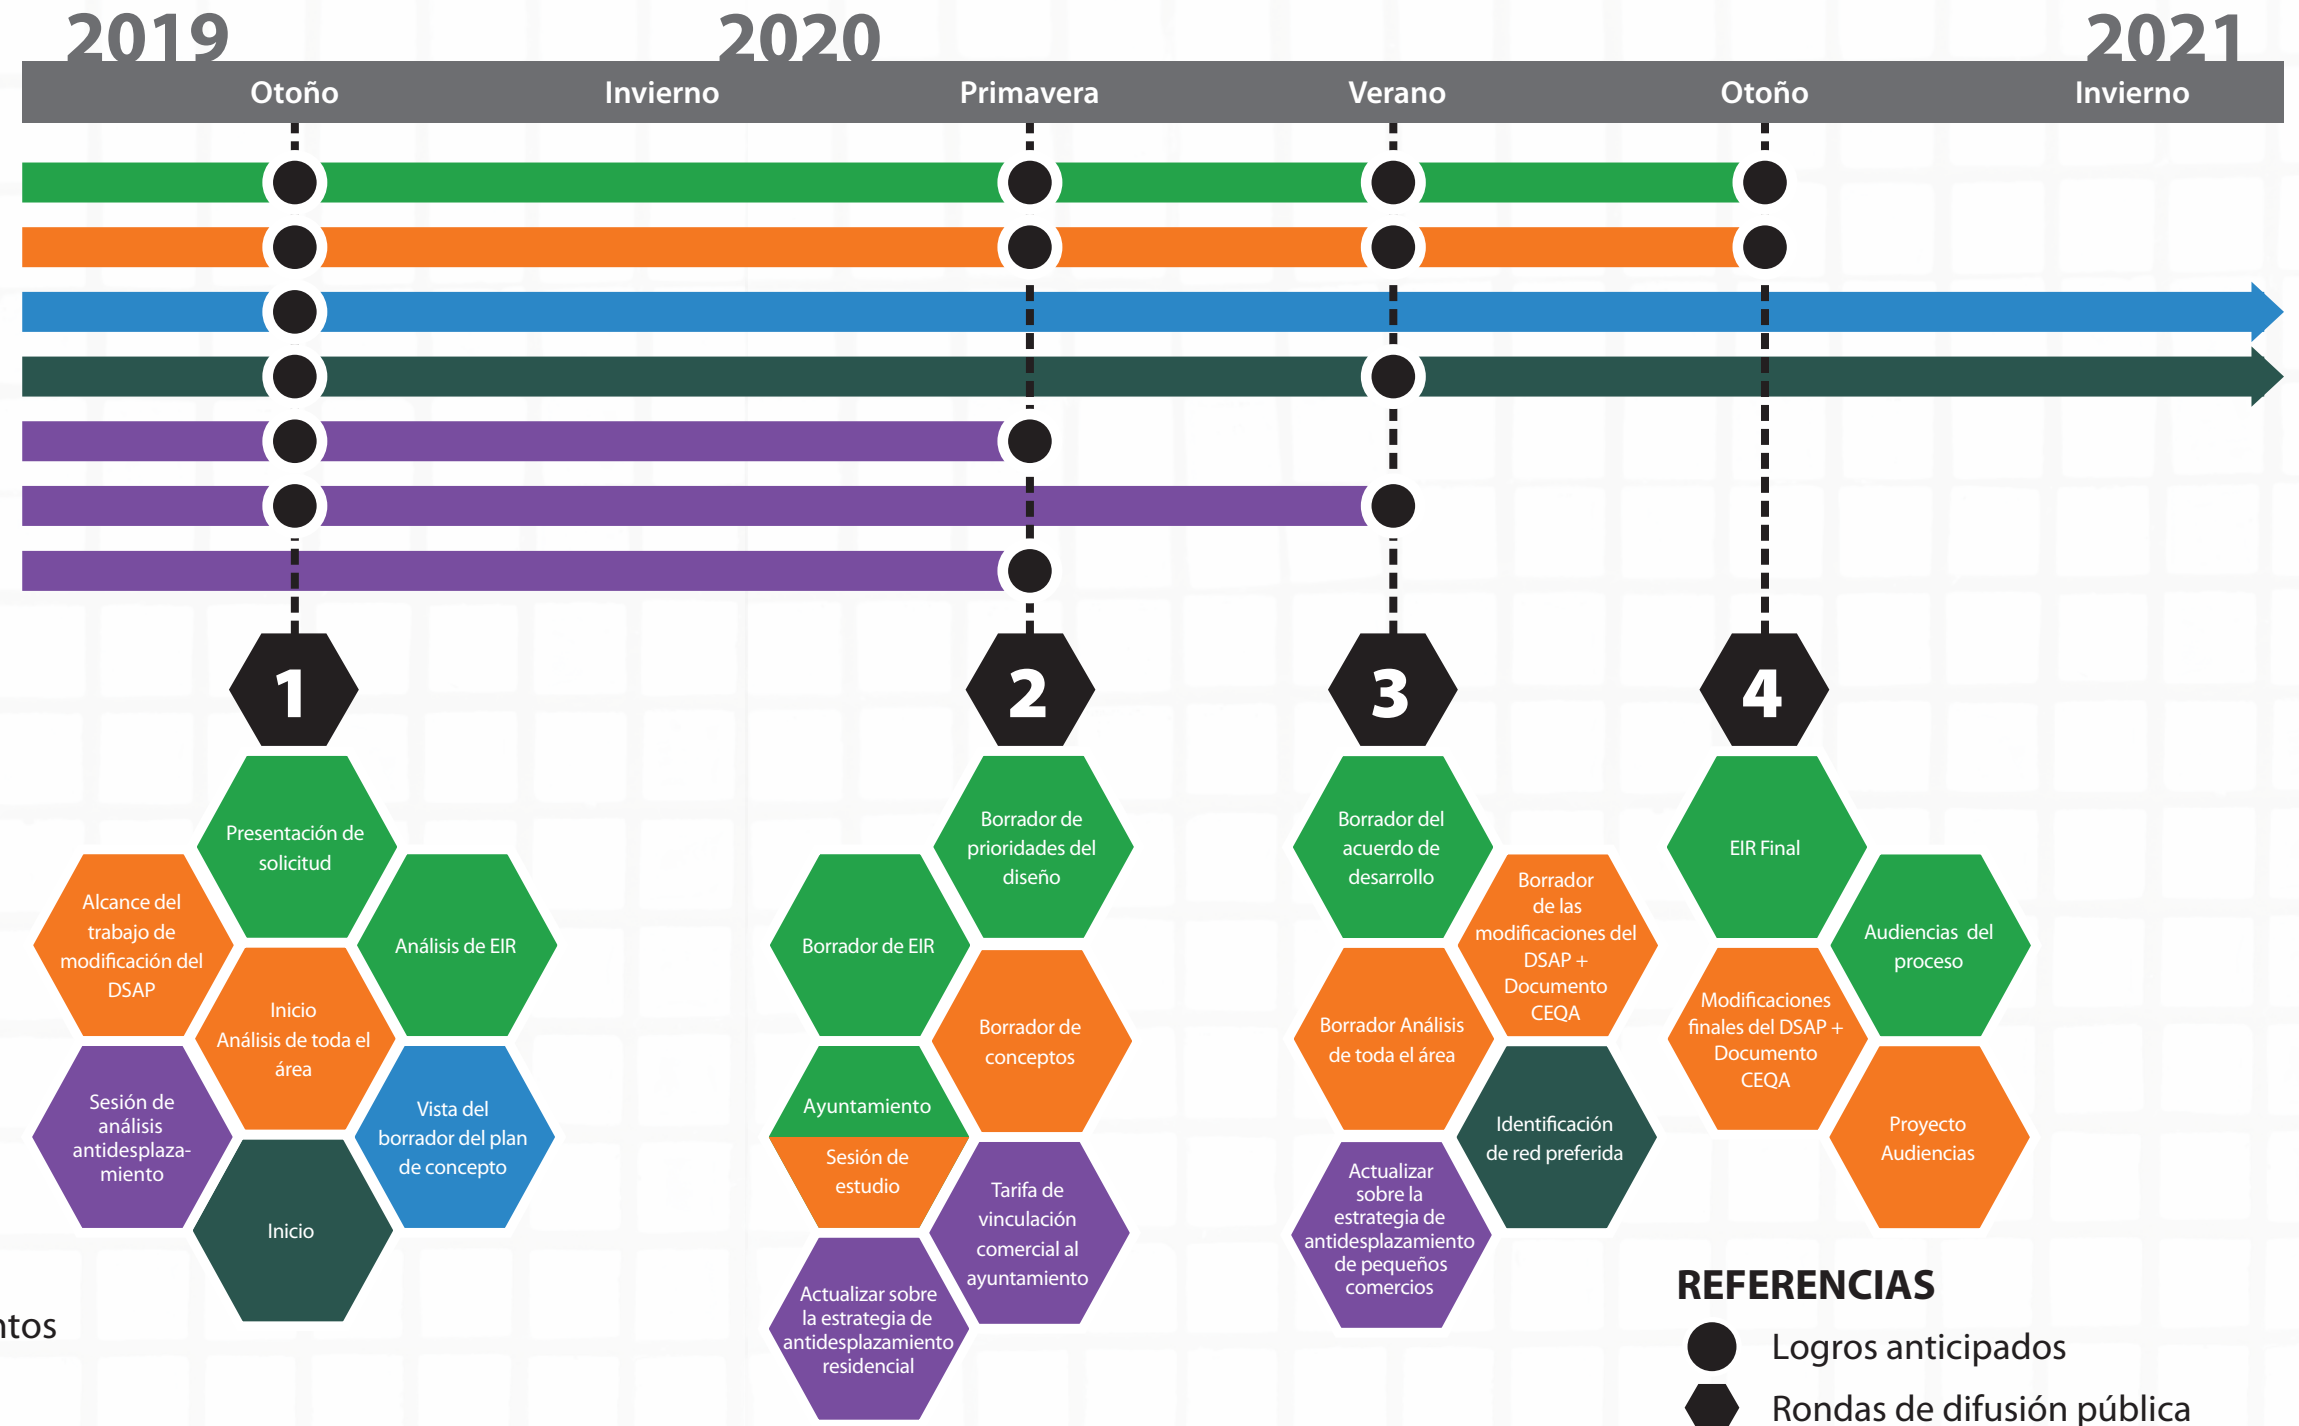 2019
2020
2021
Otoño
Invierno
Primavera
Verano
Otoño
Invierno
1
Presentación de
solicitud
Alcance del
trabajo de
modificación del
DSAP
Análisis de EIR
Inicio
Análisis de toda el
área
Sesión de
análisis
antidesplaza-
miento
Vista del
borrador del plan
de concepto
Inicio
2
Borrador de
prioridades del
diseño
Borrador de EIR
Borrador de
conceptos
Ayuntamiento
Sesión de
estudio
Tarifa de
vinculación
comercial al
ayuntamiento
Actualizar sobre
la estrategia de
antidesplazamiento
residencial
3
Borrador del
acuerdo de
desarrollo
Borrador
de las
modificaciones del
DSAP +
Documento
CEQA
Borrador Análisis
de toda el área
Identificación
de red preferida
Actualizar
sobre la
estrategia de
antidesplazamiento
de pequeños
comercios
4
EIR Final
Audiencias del
proceso
Modificaciones
finales del DSAP +
Documento
CEQA
Proyecto
Audiencias
REFERENCIAS
Logros anticipados
Rondas de difusión pública